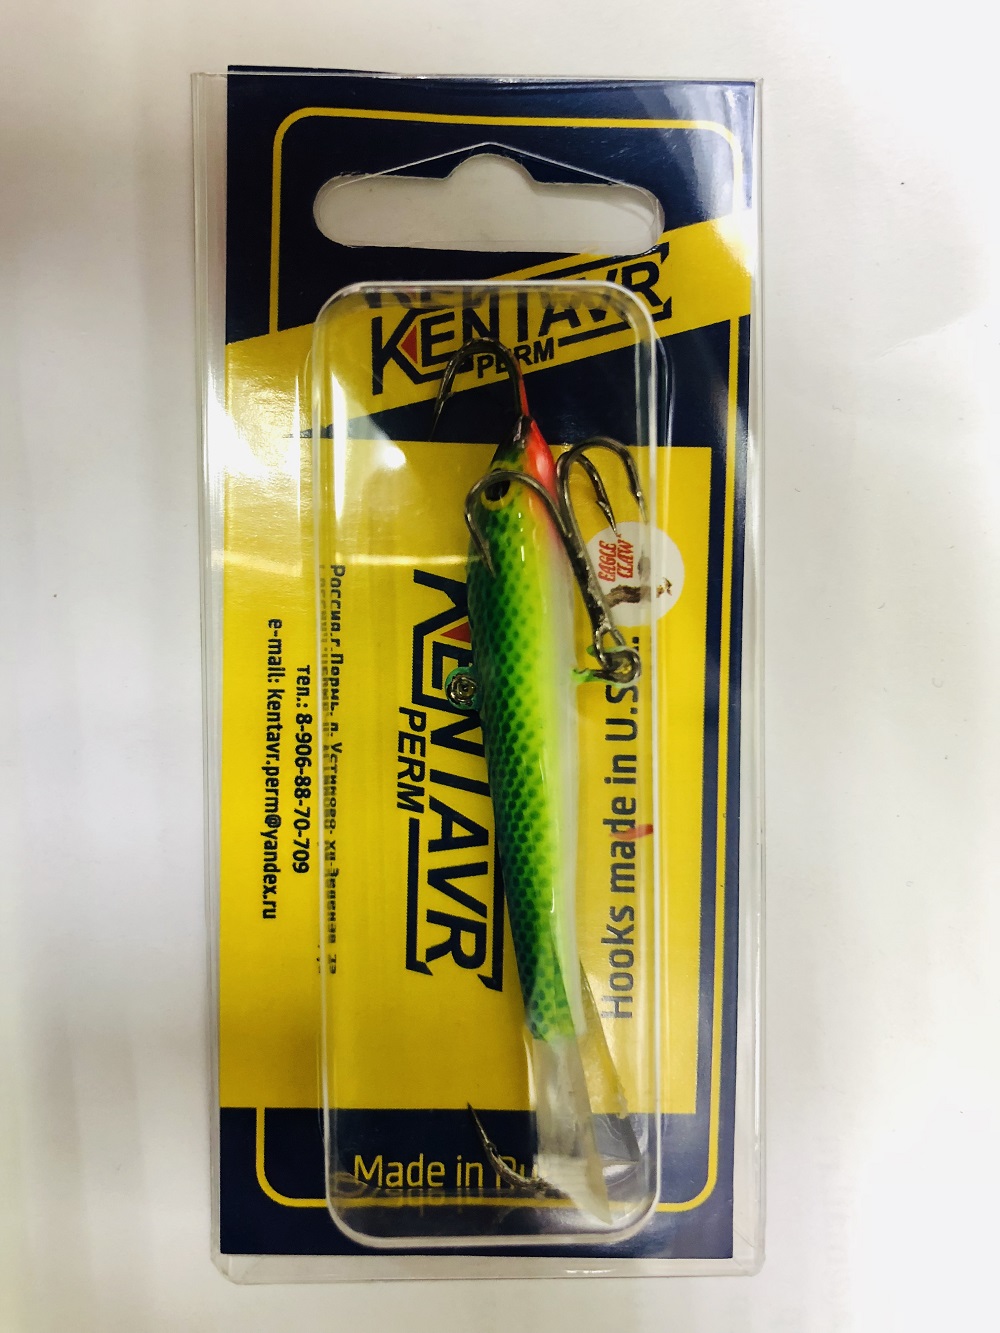 KENTAVR
PERM
EAGLE
CLAW
Hooks made in U.S.
KENTAVR
PERM
Россия, г. Пермь,
тел.: 8-906-88-70-709
e-mail: kentavr.perm@yandex.ru
Made in